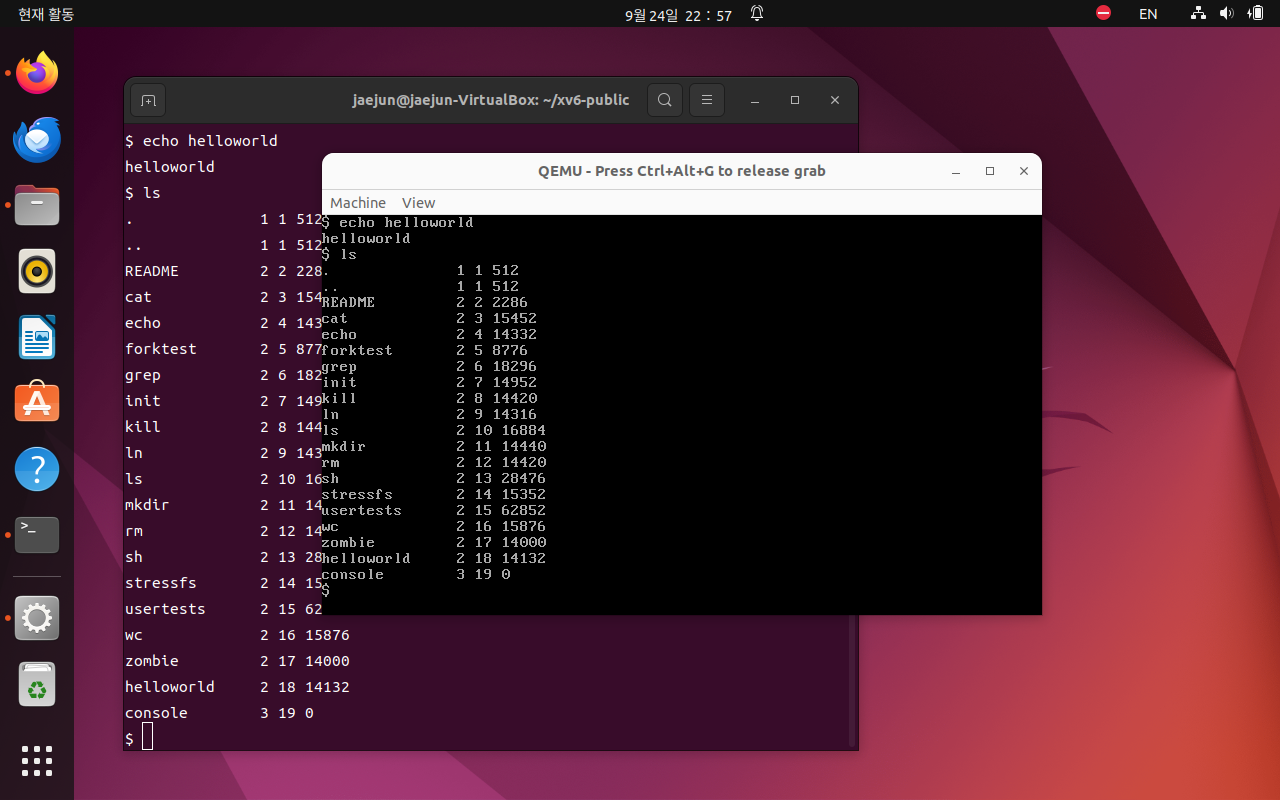 현재 활동
9월 24일 22 : 57
EN
jaejun@jaejun-VirtualBox: ~/xv6-public
$ echo helloworld
helloworld
$ ls
. 1 1 512
.. 1 1 512
README 2 2 228
cat 2 3 154
echo 2 4 143
forktest 2 5 877
grep 2 6 182
init 2 7 149
kill 2 8 144
ln 2 9 143
ls 2 10 16
mkdir 2 11 14
rm 2 12 14
sh 2 13 28
stressfs 2 14 15
usertests 2 15 62
wc 2 16 15876
zombie 2 17 14000
helloworld 2 18 14132
console 3 19 0
$
QEMU - Press Ctrl+Alt+G to release grab
Machine View
$ echo helloworld
helloworld
$ ls
. 1 1 512
.. 1 1 512
README 2 2 2286
cat 2 3 15452
echo 2 4 14332
forktest 2 5 8776
grep 2 6 18296
init 2 7 14952
kill 2 8 14420
ln 2 9 14316
ls 2 10 16884
mkdir 2 11 14440
rm 2 12 14420
sh 2 13 28476
stressfs 2 14 15352
usertests 2 15 62852
wc 2 16 15876
zombie 2 17 14000
helloworld 2 18 14132
console 3 19 0
$